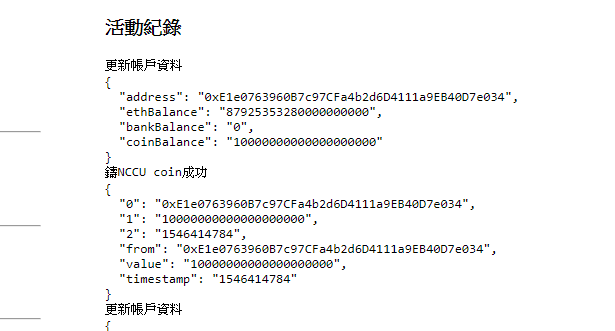 活動紀錄
更新帳戶資料
{
"address": "0xE1e0763960B7c97CFa4b2d6D4111a9EB40D7e034",
"ethBalance": "87925353280000000000",
"bankBalance": "0",
"coinBalance": "10000000000000000000"
}
鑄NCCU coin成功
{
"0": "0xE1e0763960B7c97CFa4b2d6D4111a9EB40D7e034",
"1": "10000000000000000000",
"2": "1546414784",
"from": "0xE1e0763960B7c97CFa4b2d6D4111a9EB40D7e034",
"value": "10000000000000000000",
"timestamp": "1546414784"
}
更新帳戶資料
{